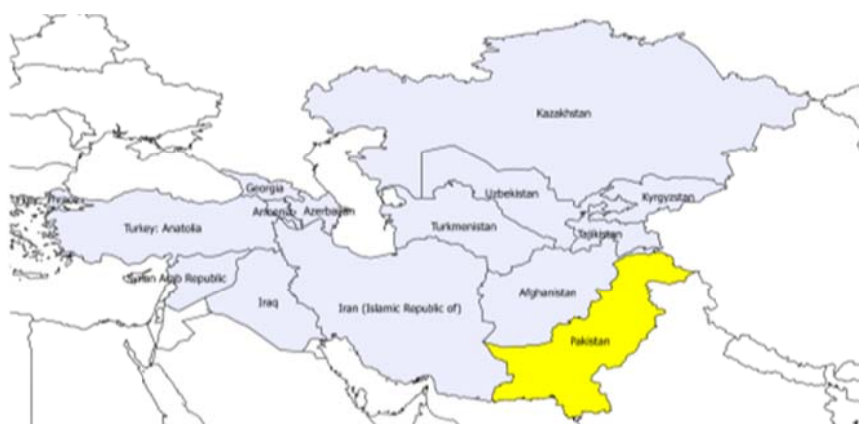 Kazakhstan
Georgia
Uzbekistan
Kyrgyzstan
Armenia
Azerbaijan
Turkey: Anatolia
Turkmenistan
Tajikistan
Syrian Arab Republic
Afghanistan
Iraq
Iran (Islamic Republic of)
Pakistan